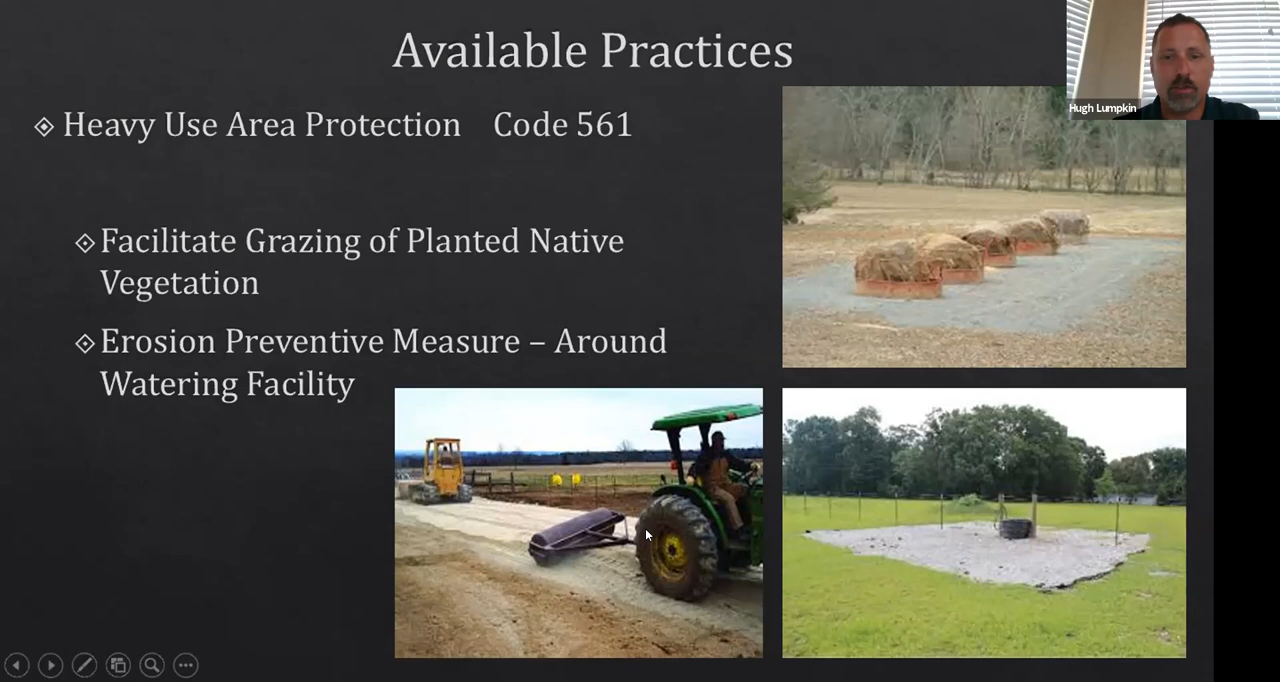 Available Practices
Hugh Lumpkin
Heavy Use Area Protection Code 561
Facilitate Grazing of Planted Native
Vegetation
Erosion Preventive Measure – Around
Watering Facility